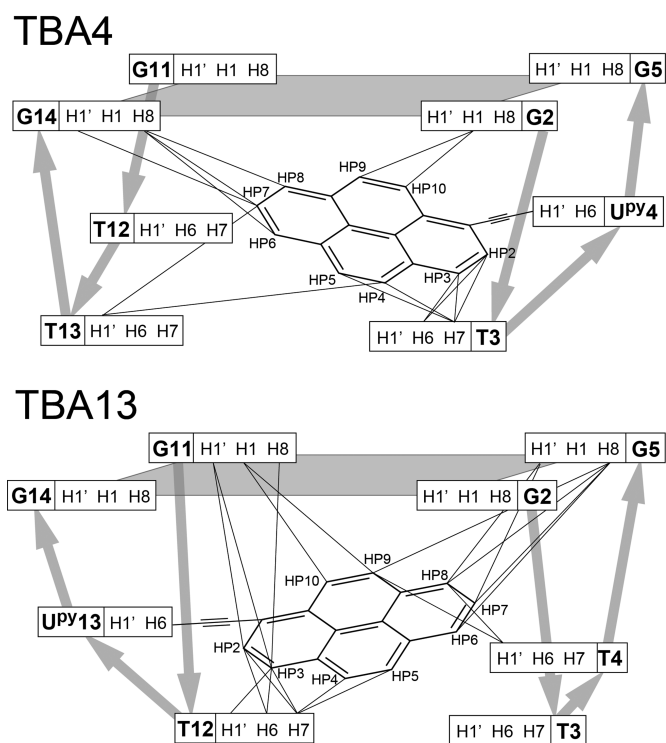 TBA4
G11 H1' H1 H8
H1' H1 H8 G5
G14 H1' H1 H8
H1' H1 H8 G2
HP9
HP8
HP10
HP7
H1' H6 Upy4
T12 H1' H6 H7
HP6
HP2
HP5
HP3
HP4
T13 H1' H6 H7
H1' H6 H7 T3
TBA13
G11 H1' H1 H8
H1' H1 H8 G5
G14 H1' H1 H8
H1' H1 H8 G2
HP9
HP10
HP8
HP7
Upy13 H1' H6
HP6
HP2
H1' H6 H7 T4
HP3
HP5
HP4
T12 H1' H6 H7
H1' H6 H7 T3